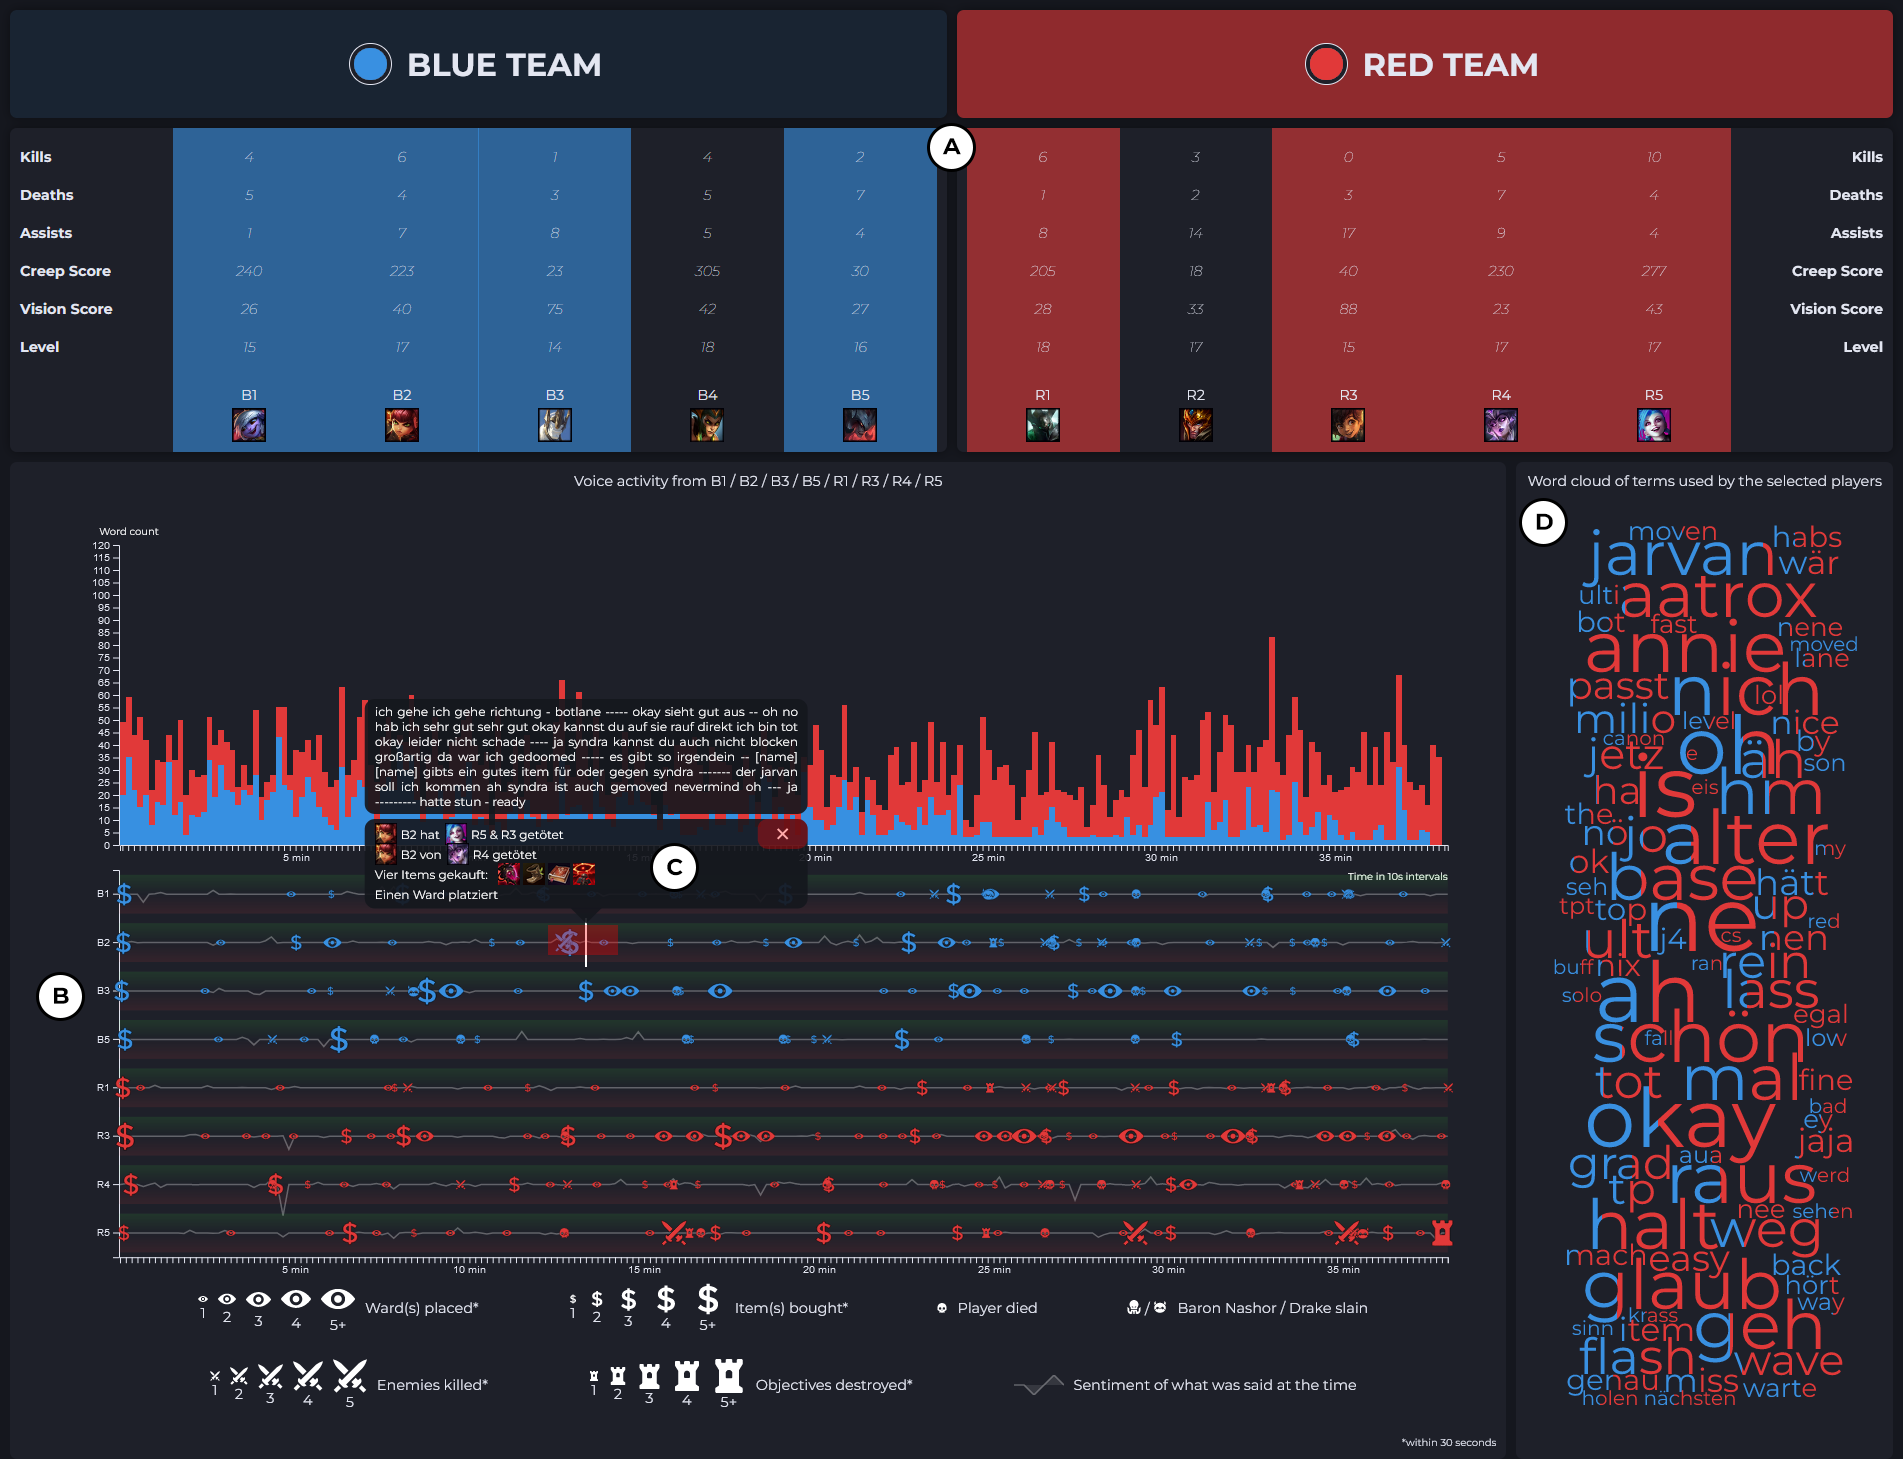 BLUE TEAM
RED TEAM
A
Kills 4 6 1 4 2
Deaths 5 4 3 5 7
Assists 1 7 8 5 4
Creep Score 240 223 23 305 30
Vision Score 26 40 75 42 27
Level 15 17 14 18 16
B1 B2 B3 B4 B5
6 3 0 5 10 Kills
1 2 3 7 4 Deaths
8 14 17 9 4 Assists
205 18 40 230 277 Creep Score
28 33 88 23 43 Vision Score
18 17 15 17 17 Level
R1 R2 R3 R4 R5
Voice activity from B1 / B2 / B3 / B5 / R1 / R3 / R4 / R5
Word count
120
115
110
105
100
95
90
85
80
75
70
65
60
55
50
45
40
35
30
25
20
15
10
5
0
5 min 15 min 20 min 25 min 30 min 35 min
Time in 10s intervals
ich gehe ich gehe richtung - botlane ----- okay sieht gut aus -- oh no
hab ich sehr gut sehr gut okay kannst du auf sie rauf direkt ich bin tot
okay leider nicht schade ---- ja syndra kannst du auch nicht blocken
großartig da war ich gedoomed ----- es gibt so irgendein -- [name]
[name] gibts ein gutes item für oder gegen syndra ------- der jarvan
soll ich kommen ah syndra ist auch gemoved nevermind oh --- ja
--------- hatte stun - ready
B2 hat R5 & R3 getötet
B2 von R4 getötet
Vier Items gekauft:
Einen Ward platziert
C
B
B1
B2
B3
B5
R1
R3
R4
R5
5 min 10 min 15 min 20 min 25 min 30 min 35 min
1 2 3 4 5+ Ward(s) placed*
1 2 3 4 5+ Item(s) bought*
Player died
/ Baron Nashor / Drake slain
1 2 3 4 5 Enemies killed*
1 2 3 4 5+ Objectives destroyed*
Sentiment of what was said at the time
*within 30 seconds
Word cloud of terms used by the selected players
D
moven habs
jarvan wär
ulti aatrox
bot fast nene
annie moved
lane
passt nich lol
milio level nice
canon by
jetz e oh äh son
ha is eis hm
the
nö jo alter my
ok
seh base hätt
tpt top ne up red
ult j4 cs nen
buff nix ran rein
solo ah lass
egal
schön fall low
tot mal fine
bad
okay ey
jaja
grad aua
raus werd
tp
halt nee sehen
weg
mach easy back
glaub hört
way
krass
sinn item geh
flash wave
genau miss warte
holen nächsten